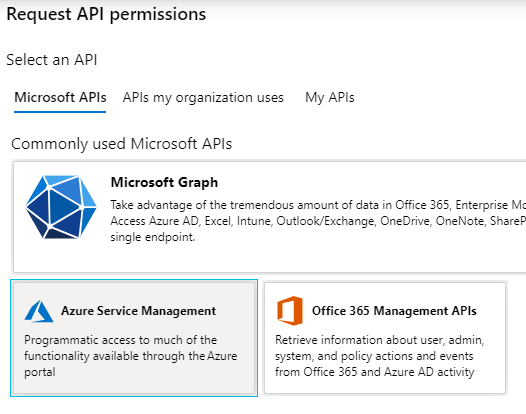 Request API permissions
Select an API
Microsoft APIs APIs my organization uses My APIs
Commonly used Microsoft APIs
Microsoft Graph
Take advantage of the tremendous amount of data in Office 365, Enterprise
Access Azure AD, Excel, Intune, Outlook/Exchange, OneDrive, OneNote,
single endpoint.
Azure Service Management
Programmatic access to much of the
functionality available through the Azure
portal
Office 365 Management APIs
Retrieve information about user, admin,
system, and policy actions and events
from Office 365 and Azure AD activity